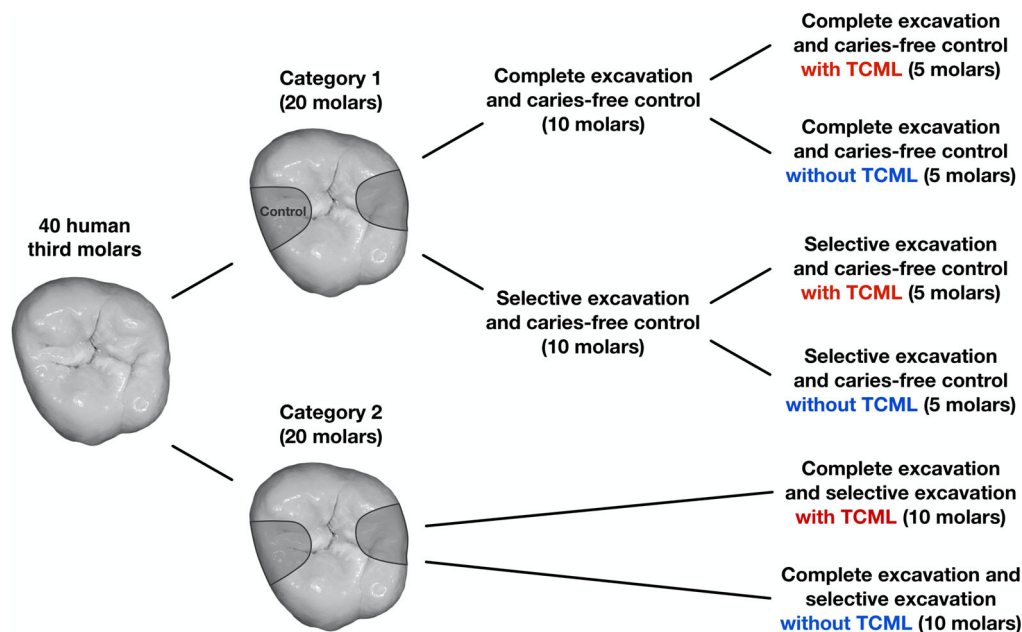 40 human
third molars
Category 1
(20 molars)
Control
Complete excavation
and caries-free control
(10 molars)
Selective excavation
and caries-free control
(10 molars)
Complete excavation
and caries-free control
with TCML (5 molars)
Complete excavation
and caries-free control
without TCML (5 molars)
Selective excavation
and caries-free control
with TCML (5 molars)
Selective excavation
and caries-free control
without TCML (5 molars)
Category 2
(20 molars)
Complete excavation
and selective excavation
with TCML (10 molars)
Complete excavation and
selective excavation
without TCML (10 molars)